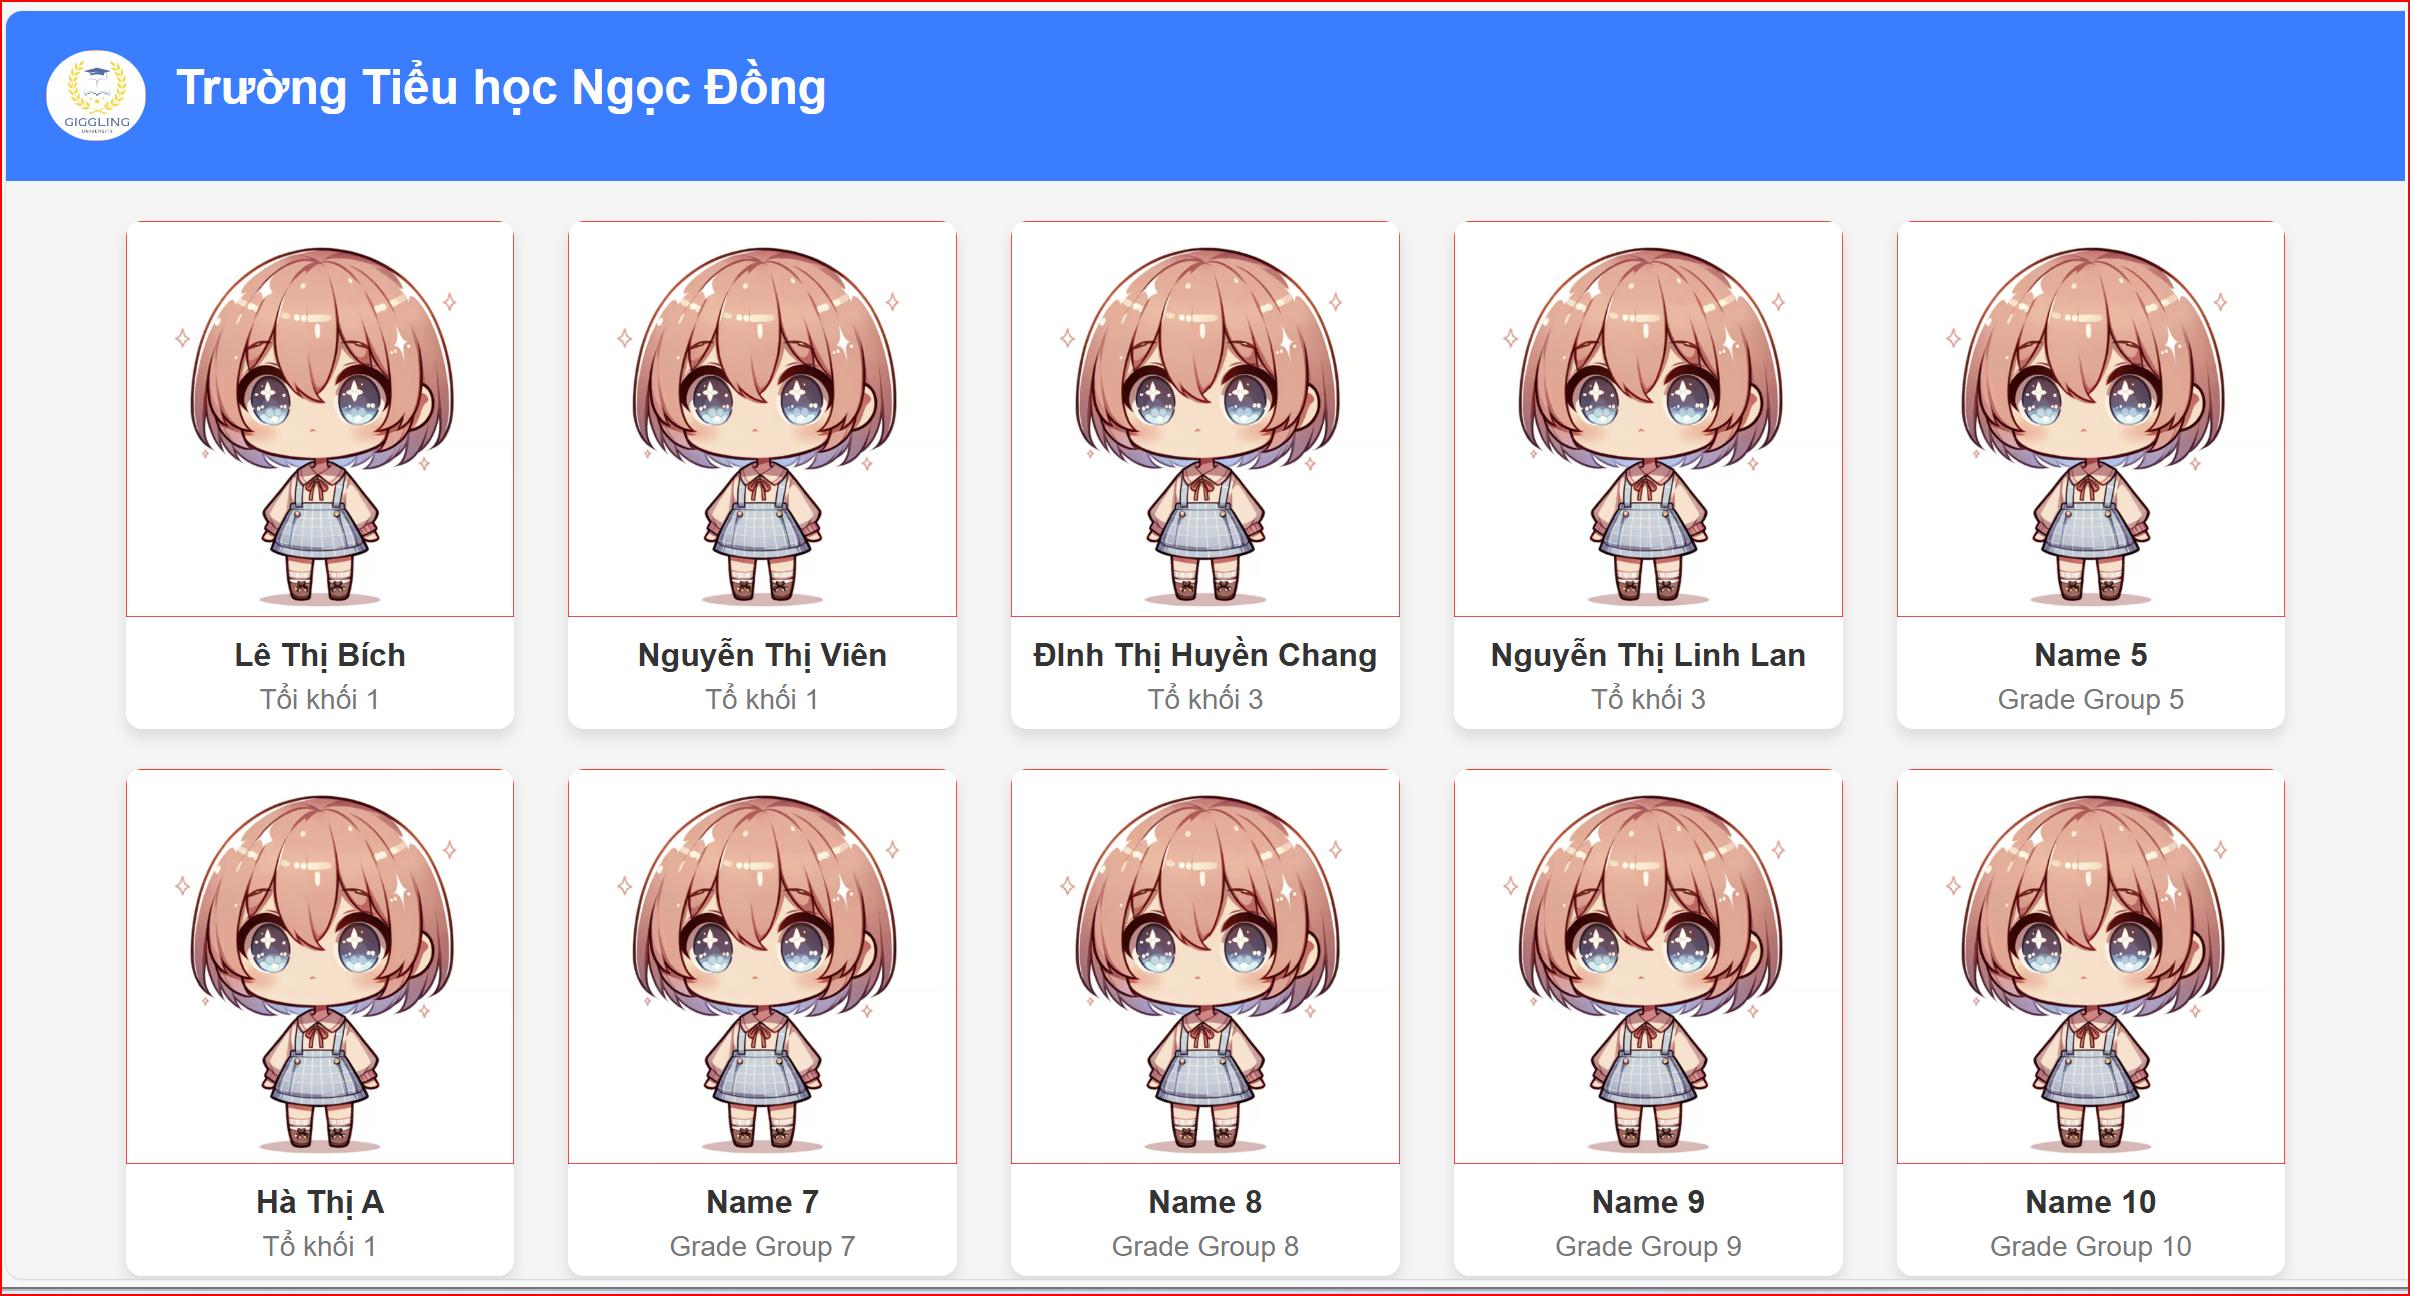 GIGGLING
UNIVERSITY
Trường Tiểu học Ngọc Đồng
Lê Thị Bích
Tổi khối 1
Nguyễn Thị Viên
Tổ khối 1
ĐInh Thị Huyền Chang
Tổ khối 3
Nguyễn Thị Linh Lan
Tổ khối 3
Name 5
Grade Group 5
Hà Thị A
Tổ khối 1
Name 7
Grade Group 7
Name 8
Grade Group 8
Name 9
Grade Group 9
Name 10
Grade Group 10